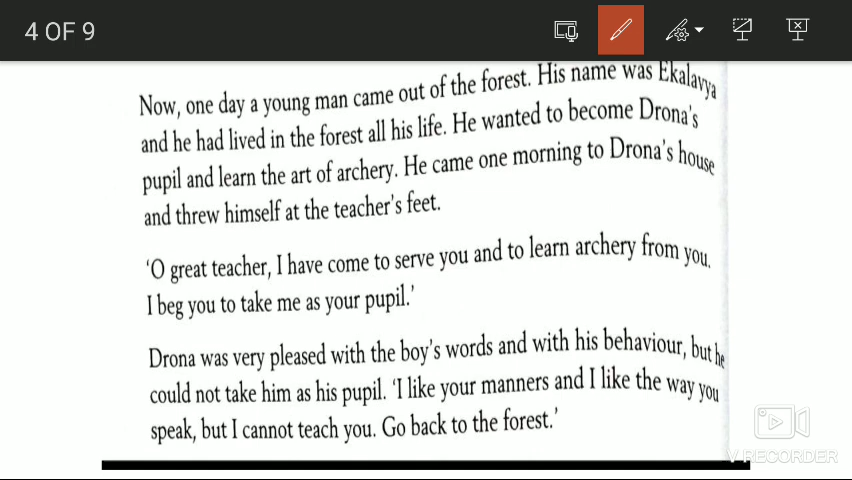 4 OF 9
Now, one day a young man came out of the forest. His name was Ekalavya
and he had lived in the forest all his life. He wanted to become Drona's
pupil and learn the art of archery. He came one morning to Drona's house
and threw himself at the teacher's feet.
'O great teacher, I have come to serve you and to learn archery from you.
I beg you to take me as your pupil.'
Drona was very pleased with the boy's words and with his behaviour, but he
could not take him as his pupil. 'I like your manners and I like the way you
speak, but I cannot teach you. Go back to the forest.'
V RECORDER